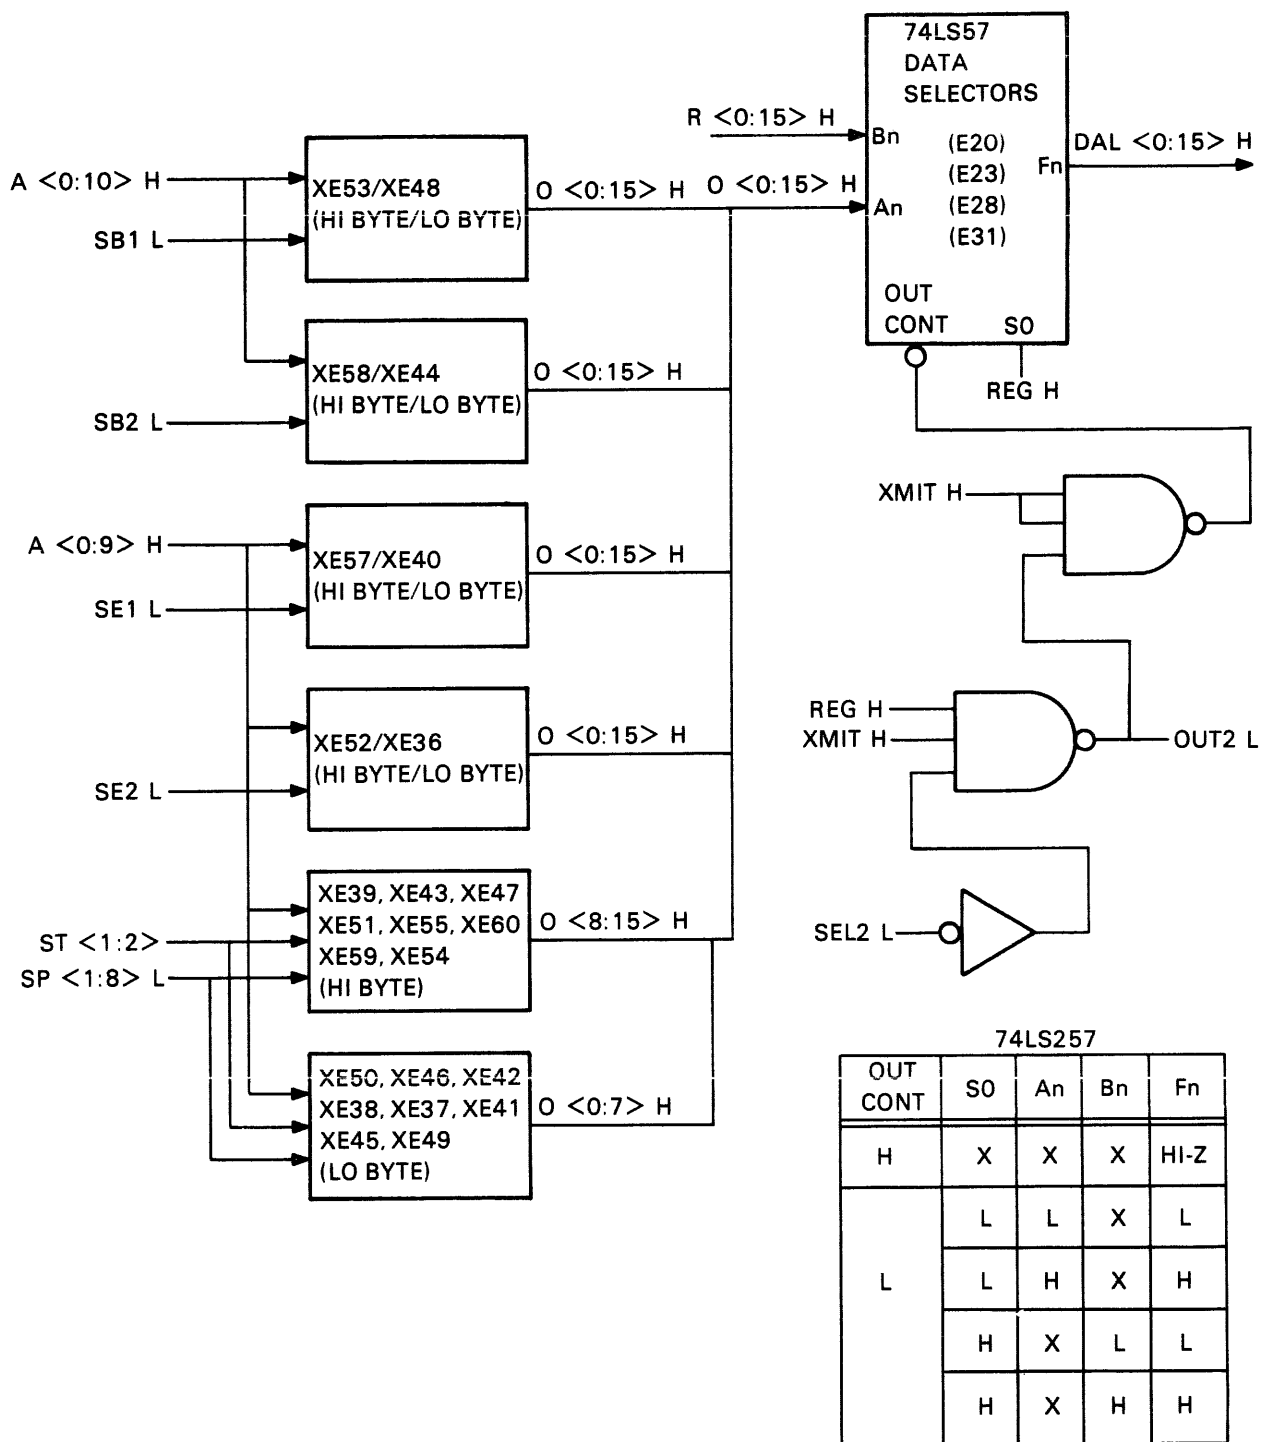 74LS57
DATA
SELECTORS
R <0:15> H
Bn
(E20)
DAL <0:15> H
Fn
(E23)
A <0:10> H
XE53/XE48
O <0:15> H
O <0:15> H
An
(E28)
(HI BYTE/LO BYTE)
(E31)
SB1 L
OUT
CONT
S0
REG H
XE58/XE44
O <0:15> H
(HI BYTE/LO BYTE)
SB2 L
XMIT H
A <0:9> H
XE57/XE40
O <0:15> H
(HI BYTE/LO BYTE)
SE1 L
REG H
XMIT H
OUT2 L
XE52/XE36
O <0:15> H
(HI BYTE/LO BYTE)
SE2 L
XE39, XE43, XE47
XE51, XE55, XE60
XE59, XE54
(HI BYTE)
O <8:15> H
ST <1:2>
SP <1:8> L
SEL2 L
XE50, XE46, XE42
XE38, XE37, XE41
XE45, XE49
(LO BYTE)
O <0:7> H
74LS257
OUT CONT S0 An Bn Fn
H X X X HI-Z
L L L X L
L H X H
H X L L
H X H H